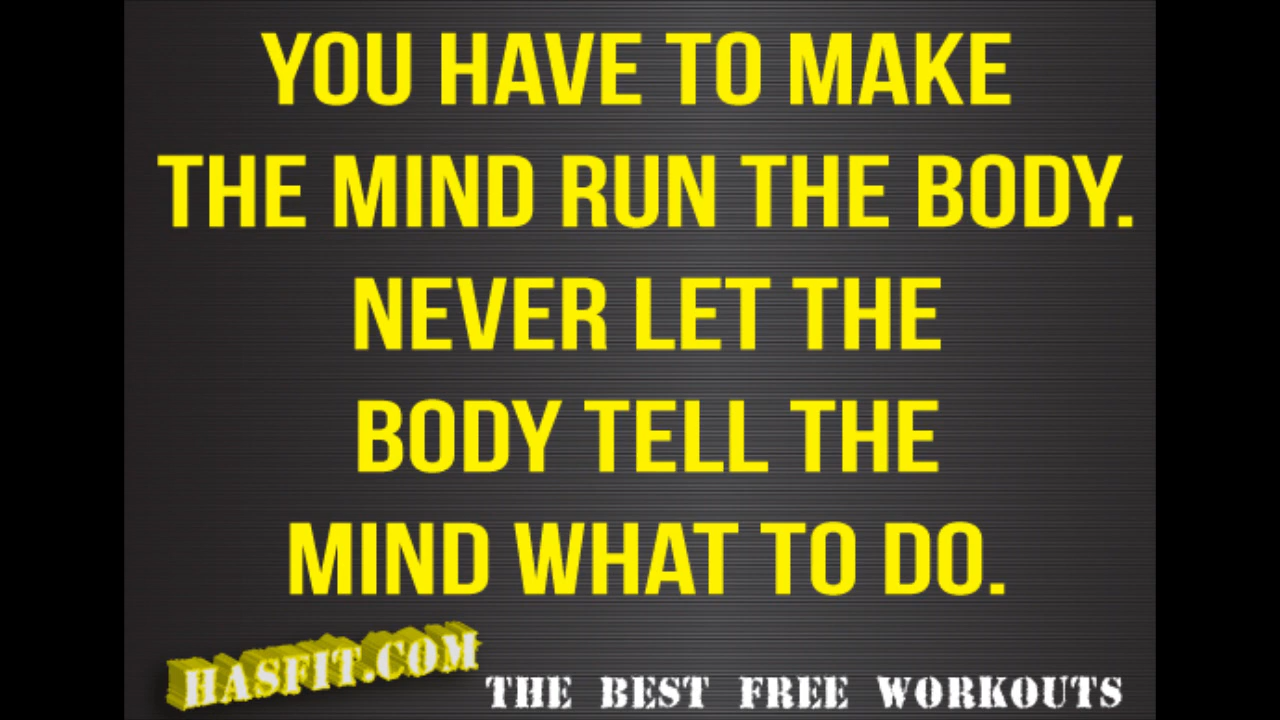 YOU HAVE TO MAKE
THE MIND RUN THE BODY.
NEVER LET THE
BODY TELL THE
MIND WHAT TO DO.
HASFIT.COM
THE BEST FREE WORKOUTS